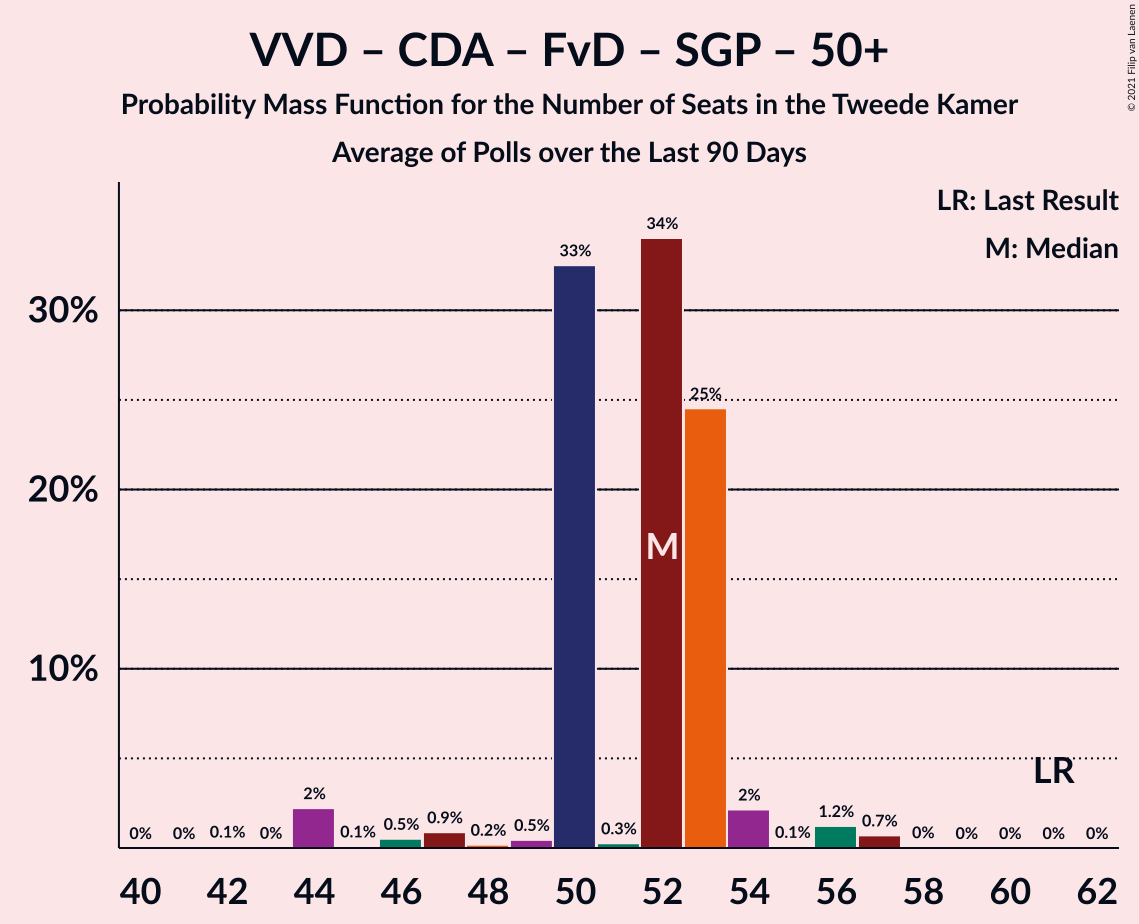 VVD – CDA – FvD – SGP – 50+
Probability Mass Function for the Number of Seats in the Tweede Kamer
Average of Polls over the Last 90 Days
© 2021 Filip van Laenen
LR: Last Result
M: Median
30%
20%
10%
0% 0% 0.1% 0% 2% 0.1% 0.5% 0.9% 0.2% 0.5% 33% 0.3% 34% 25% 2% 0.1% 1.2% 0.7% 0% 0% 0% 0% 0%
M
LR
40 42 44 46 48 50 52 54 56 58 60 62